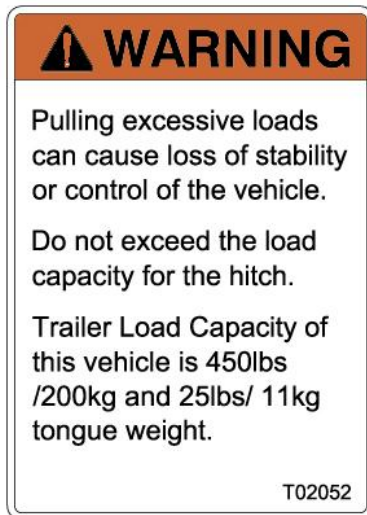 WARNING
Pulling excessive loads
can cause loss of stability
or control of the vehicle.
Do not exceed the load
capacity for the hitch.
Trailer Load Capacity of
this vehicle is 450lbs
/200kg and 25lbs/ 11kg
tongue weight.
T02052